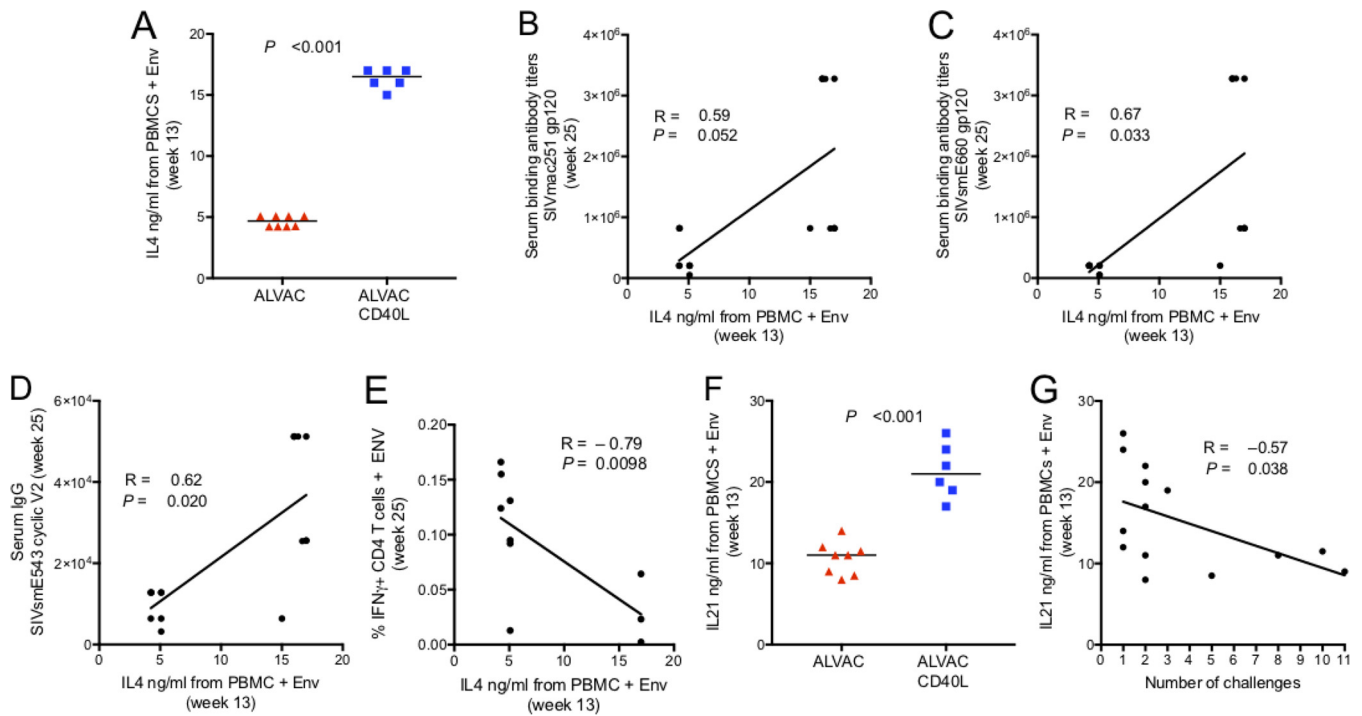 A
IL4 ng/ml from PBMCS + Env
(week 13)
20
15
10
5
0
P <0.001
ALVAC
ALVAC
CD40L
B
Serum binding antibody titers
SIVmac251 gp120
(week 25)
4×10⁶
3×10⁶
2×10⁶
1×10⁶
0
R = 0.59
P = 0.052
0 5 10 15 20
IL4 ng/ml from PBMC + Env
(week 13)
C
Serum binding antibody titers
SIVsmE660 gp120
(week 25)
4×10⁶
3×10⁶
2×10⁶
1×10⁶
0
R = 0.67
P = 0.033
0 5 10 15 20
IL4 ng/ml from PBMC + Env
(week 13)
D
Serum IgG
SIVsmE543 cyclic V2 (week 25)
6×10⁴
4×10⁴
2×10⁴
0
R = 0.62
P = 0.020
0 5 10 15 20
IL4 ng/ml from PBMC + Env
(week 13)
E
% IFNγ+ CD4 T cells + ENV
(week 25)
0.20
0.15
0.10
0.05
0.00
R = – 0.79
P = 0.0098
0 5 10 15 20
IL4 ng/ml from PBMC + Env
(week 13)
F
IL21 ng/ml from PBMCS + Env
(week 13)
30
20
10
0
P <0.001
ALVAC
ALVAC
CD40L
G
IL21 ng/ml from PBMCs + Env
(week 13)
30
20
10
0
R = –0.57
P = 0.038
0 1 2 3 4 5 6 7 8 9 10 11
Number of challenges